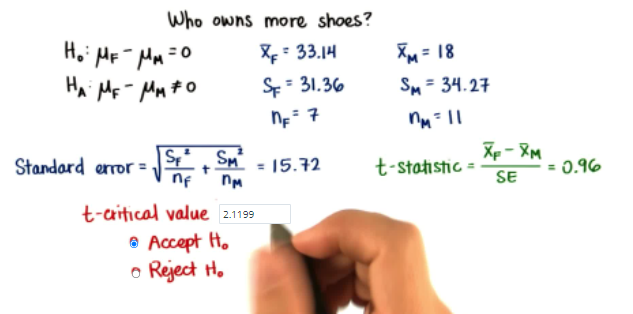 Who owns more shoes?
H₀: μF - μM = 0 x̄F = 33.14 x̄M = 18
HA: μF - μM ≠ 0 SF = 31.36 SM = 34.27
nF = 7 nM = 11
Standard error = √(SF²/nF + SM²/nM) = 15.72 t-statistic = (x̄F - x̄M)/SE = 0.96
t-critical value 2.1199
Accept H₀
Reject H₀